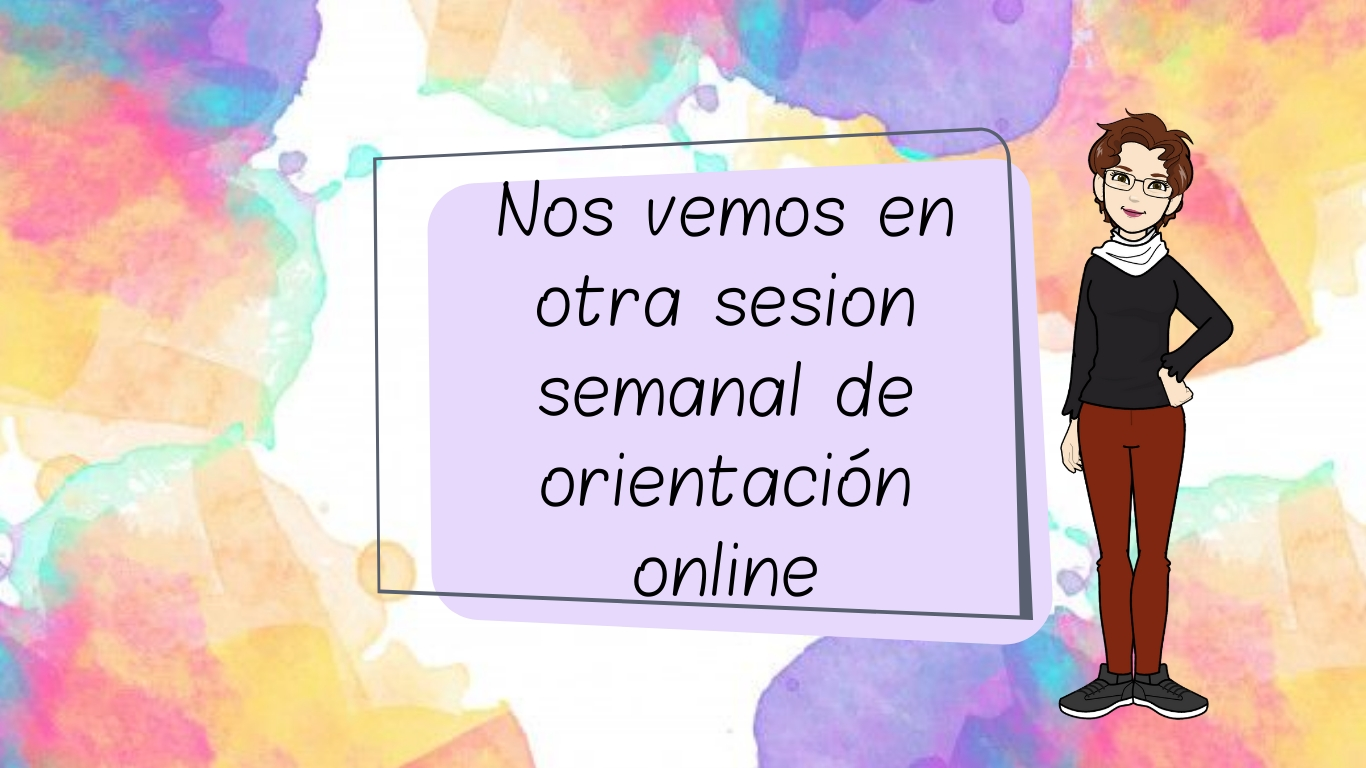 Nos vemos en
otra sesion
semanal de
orientación
online